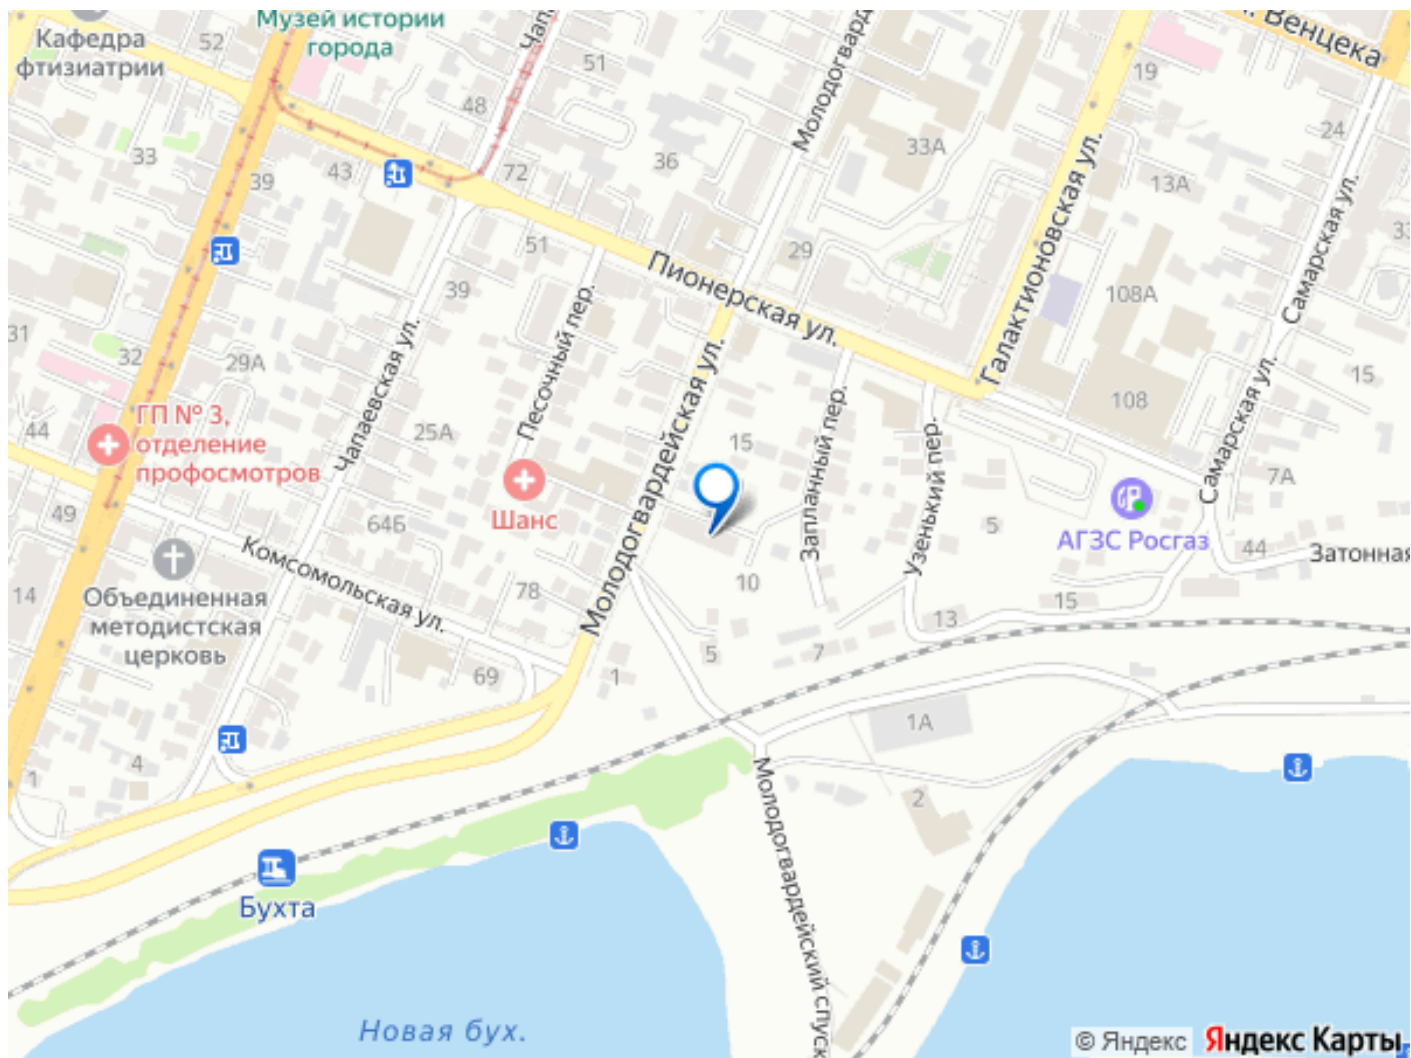 Музей истории
города
Кафедра
фтизиатрии
52
51
48
72
33
39
43
36
Молодогвард
Венцека
19
24
33А
13А
Пионерская ул.
Галактионовская ул.
Самарская ул.
29
108А
108
15
33
31
32
29А
39
51
Песочный пер.
Чапаевская ул.
25А
44
ГП № 3,
отделение
профосмотров
49
Шанс
64Б
Молодогвардейская ул.
15
Запланный пер.
Узенький пер.
Самарская ул.
5
7А
АГЗС Росгаз
44
Затонная
Объединенная
методистская
церковь
14
Комсомольская ул.
78
69
10
5
7
13
15
1
1А
4
1
2
Бухта
Молодогвардейский спуск
Новая бух.
© Яндекс
Яндекс Карты